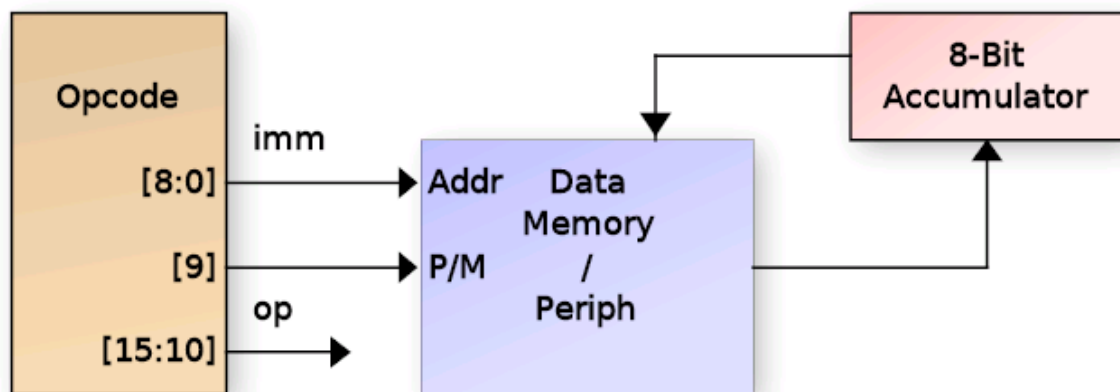 Opcode
imm
[8:0]
[9]
op
[15:10]
Addr
P/M
Data
Memory
/
Periph
8-Bit
Accumulator